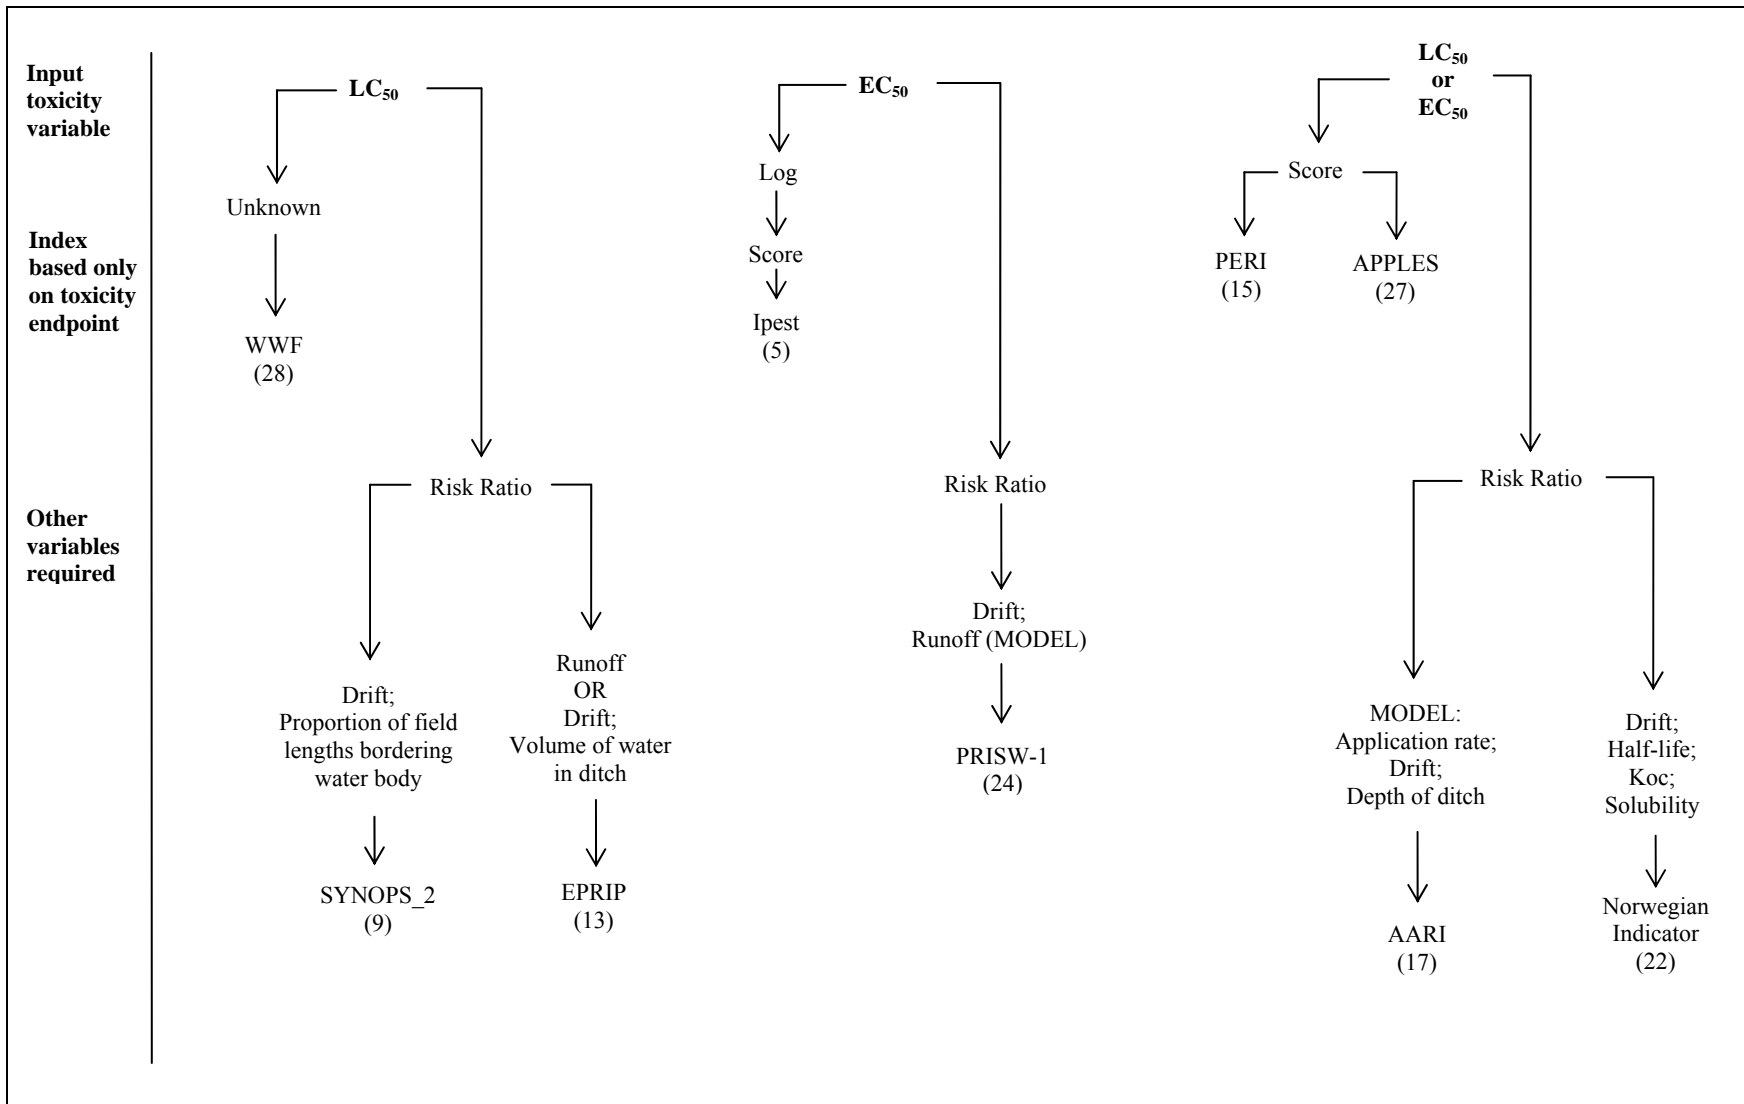 Input
toxicity
variable
Index
based only
on toxicity
endpoint
Other
variables
required
LC₅₀
Unknown
WWF
(28)
Risk Ratio
Drift;
Proportion of field
lengths bordering
water body
SYNOPS_2
(9)
Runoff
OR
Drift;
Volume of water
in ditch
EPRIP
(13)
EC₅₀
Log
Score
Ipest
(5)
Risk Ratio
Drift;
Runoff (MODEL)
PRISW-1
(24)
LC₅₀
or
EC₅₀
Score
PERI
(15)
APPLES
(27)
Risk Ratio
MODEL:
Application rate;
Drift;
Depth of ditch
AARI
(17)
Drift;
Half-life;
Koc;
Solubility
Norwegian
Indicator
(22)